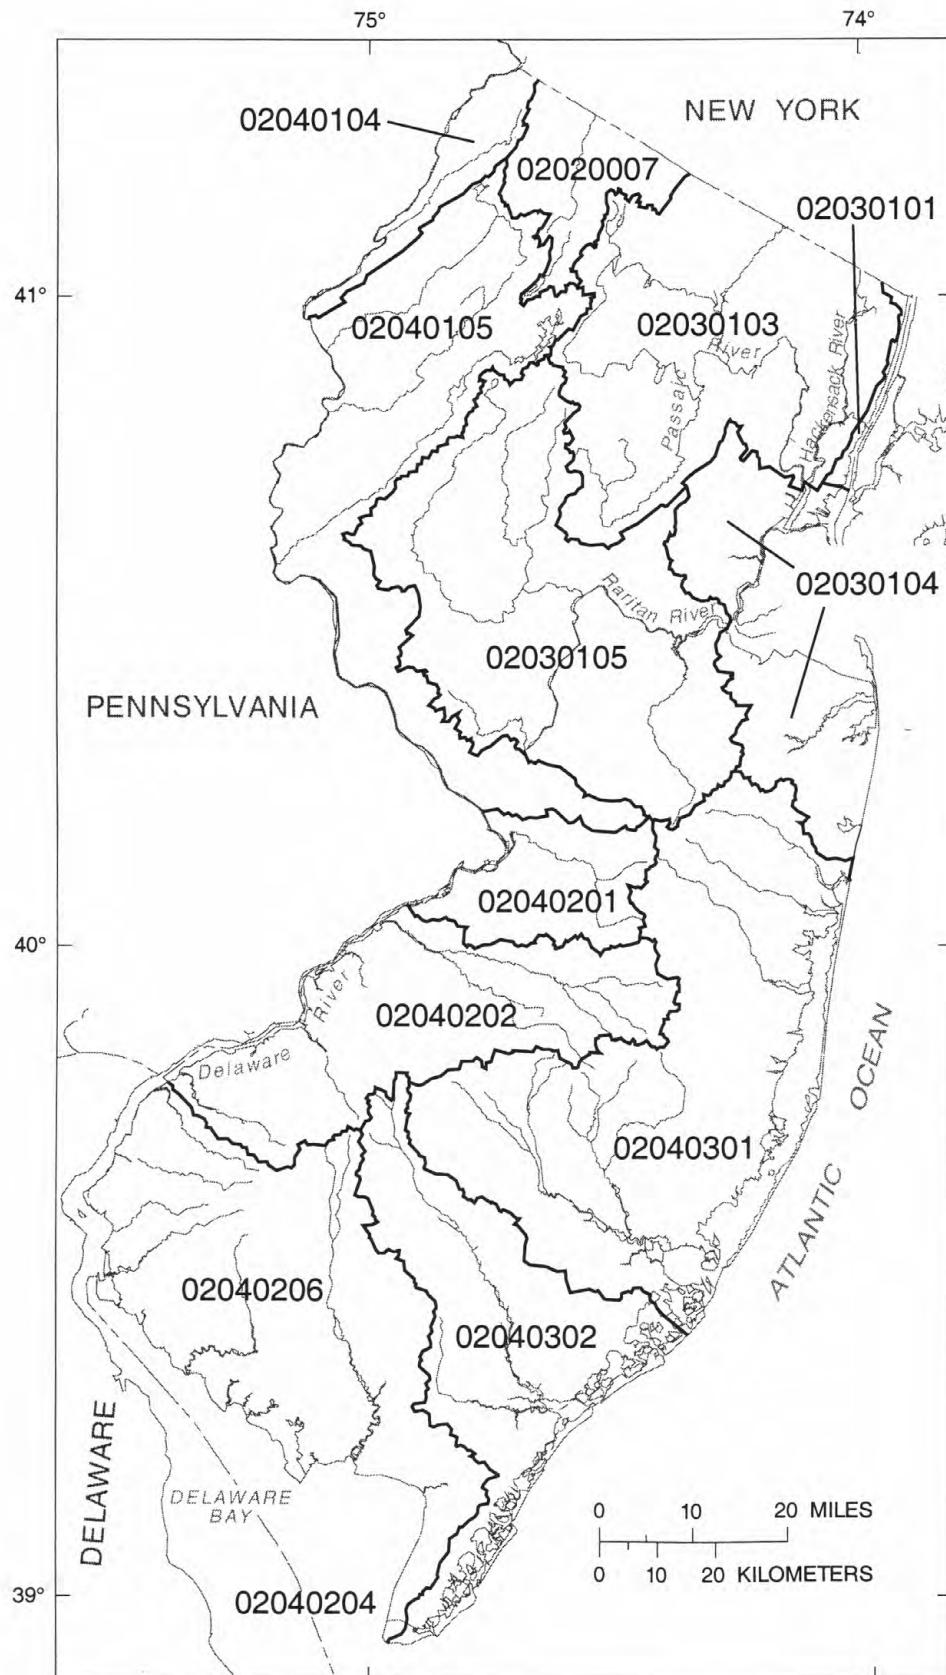 75° 74°
NEW YORK
02040104
02020007
02030101
41°
02040105
02030103
River
Passaic
Hackensack River
02030104
Raritan River
02030105
PENNSYLVANIA
02040201
40°
02040202
River
Delaware
ATLANTIC OCEAN
02040301
02040206
02040302
DELAWARE
DELAWARE
BAY
0 10 20 MILES
0 10 20 KILOMETERS
39°
02040204